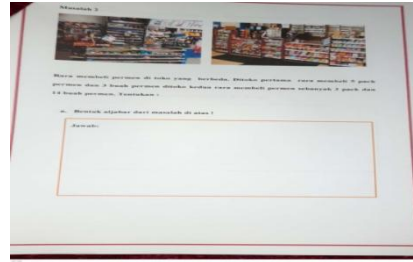 Masalah 2
Rara membeli permen di toko yang berbeda. Ditoko pertama rara membeli 5 pack
permen dan 3 buah permen ditoko kedua rara membeli permen sebanyak 2 pack dan
14 buah permen. Tentukan :
a. Bentuk aljabar dari masalah di atas !
Jawab: